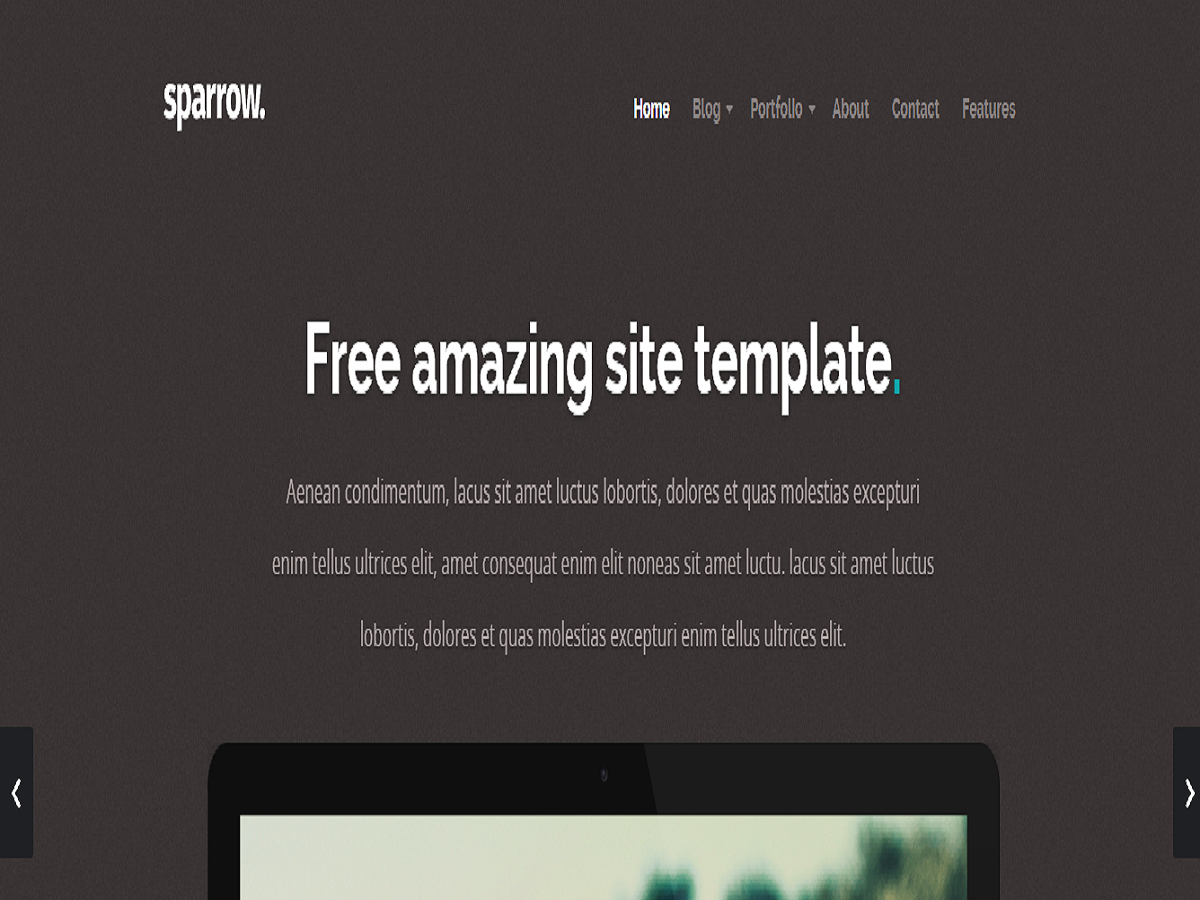 sparrow.
Home Blog Portfolio About Contact Features
Free amazing site template.
Aenean condimentum, lacus sit amet luctus lobortis, dolores et quas molestias excepturi
enim tellus ultrices elit, amet consequat enim elit noneas sit amet luctu. lacus sit amet luctus
lobortis, dolores et quas molestias excepturi enim tellus ultrices elit.